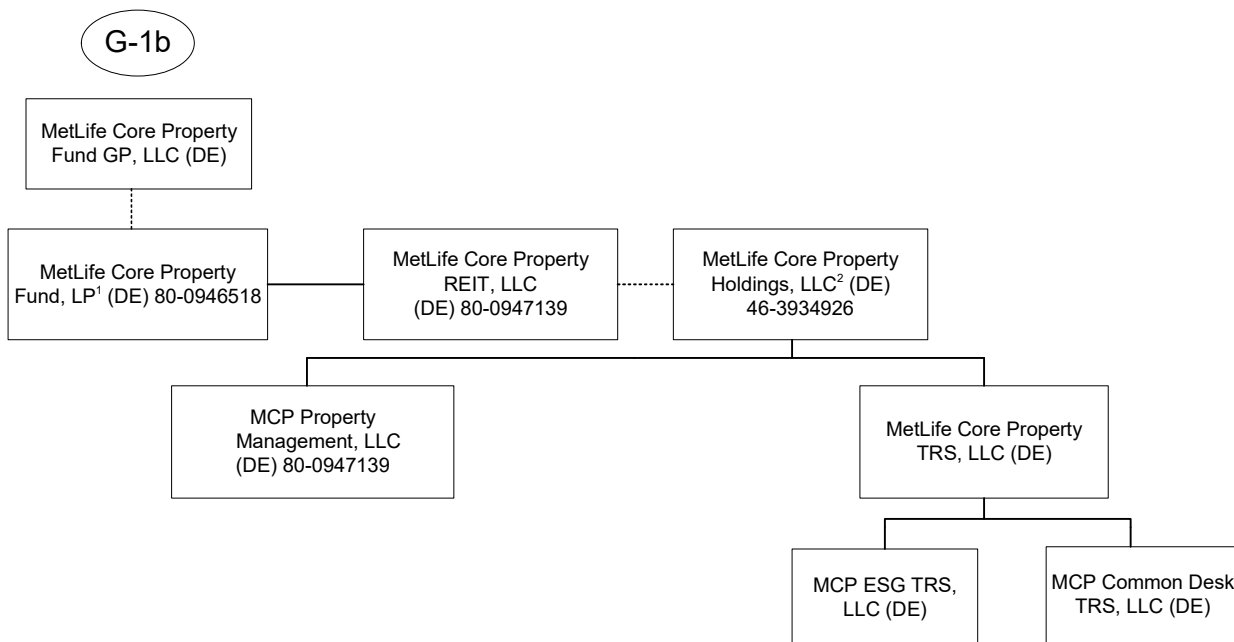 G-1b
MetLife Core Property
Fund GP, LLC (DE)
MetLife Core Property
Fund, LP¹ (DE) 80-0946518
MetLife Core Property
REIT, LLC
(DE) 80-0947139
MetLife Core Property
Holdings, LLC² (DE)
46-3934926
MCP Property
Management, LLC
(DE) 80-0947139
MetLife Core Property
TRS, LLC (DE)
MCP ESG TRS,
LLC (DE)
MCP Common Desk
TRS, LLC (DE)